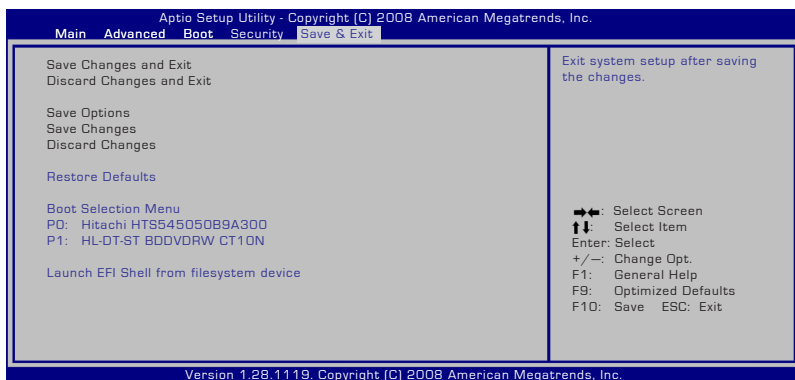 Aptio Setup Utility - Copyright (C) 2008 American Megatrends, Inc.
Main Advanced Boot Security Save & Exit
Save Changes and Exit
Discard Changes and Exit
Save Options
Save Changes
Discard Changes
Restore Defaults
Boot Selection Menu
P0: Hitachi HTS545050B9A300
P1: HL-DT-ST BDDVDRW CT10N
Launch EFI Shell from filesystem device
Exit system setup after saving
the changes.
→←: Select Screen
↑↓: Select Item
Enter: Select
+/—: Change Opt.
F1: General Help
F9: Optimized Defaults
F10: Save ESC: Exit
Version 1.28.1119. Copyright (C) 2008 American Megatrends, Inc.